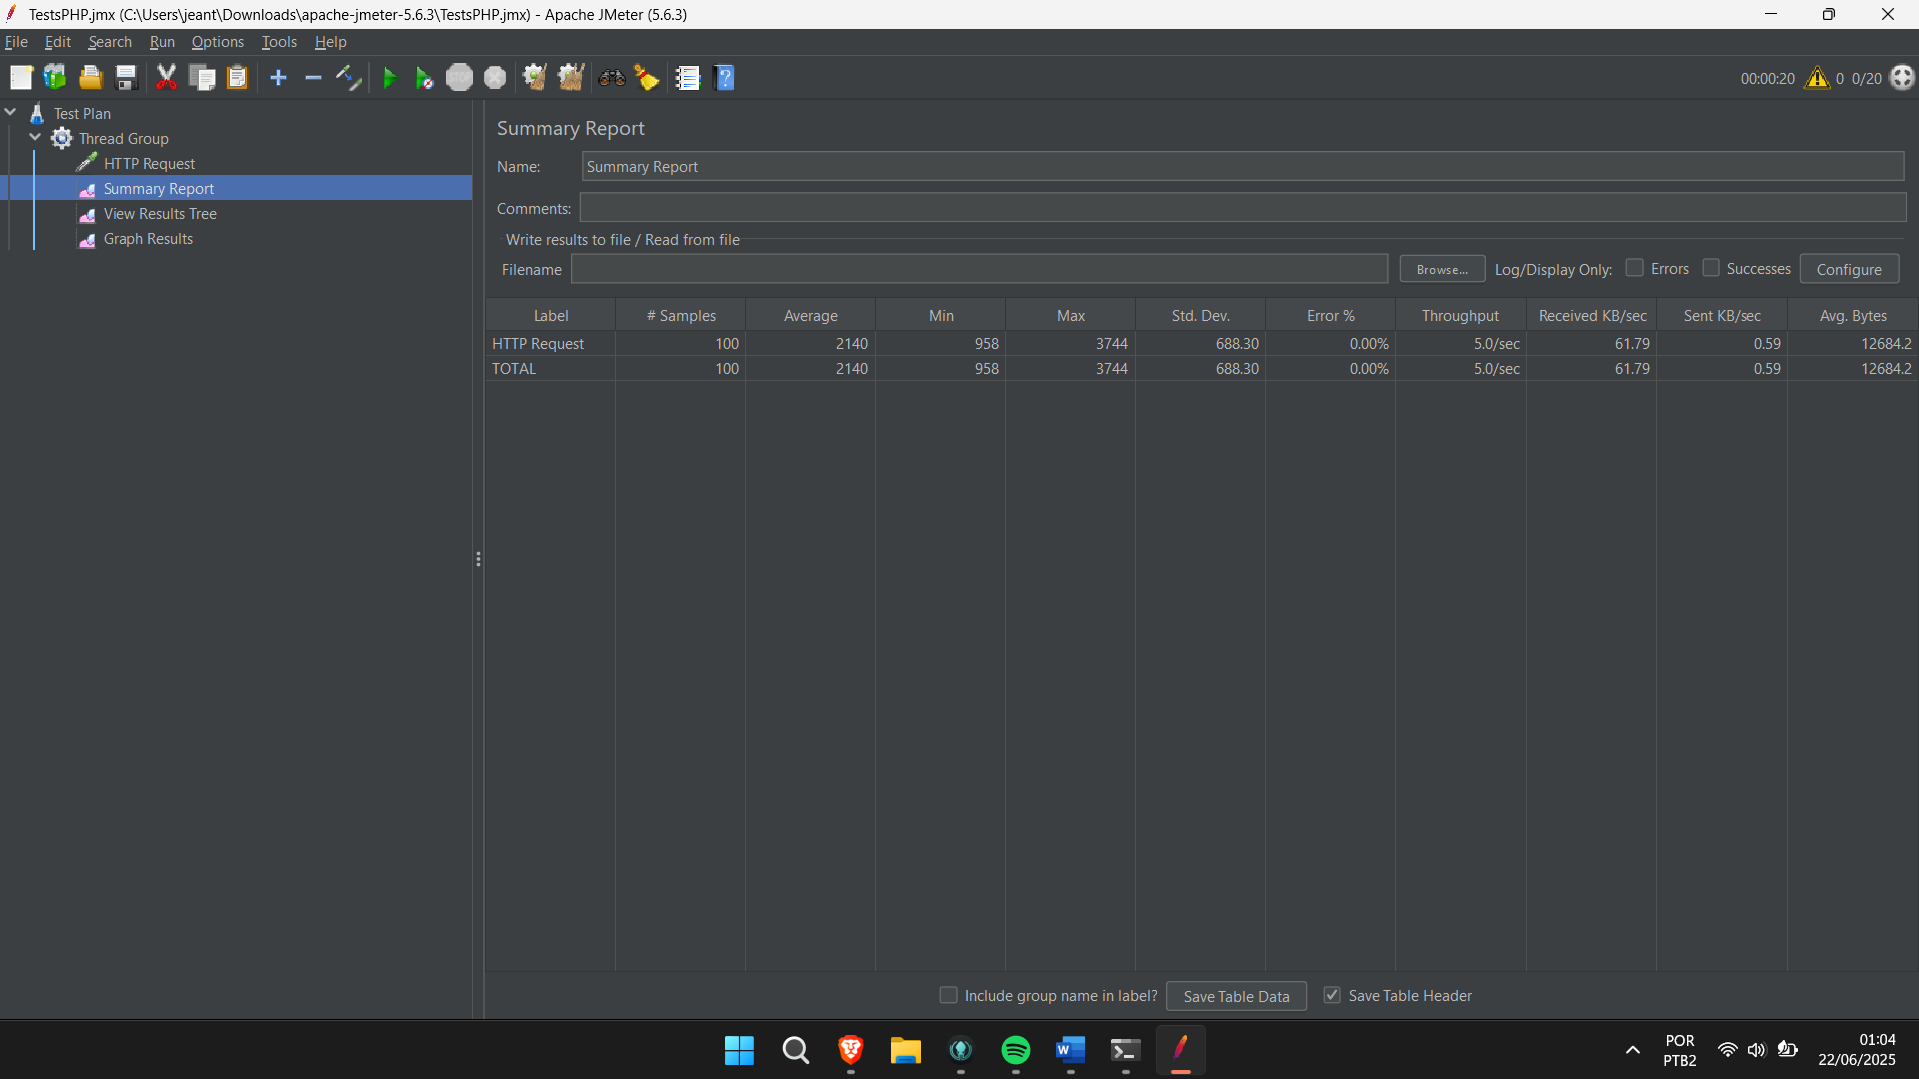 TestsPHP.jmx (C:\Users\jeant\Downloads\apache-jmeter-5.6.3\TestsPHP.jmx) - Apache JMeter (5.6.3)
File Edit Search Run Options Tools Help
STOP ? 00:00:20 0 0/20
Test Plan
Thread Group
HTTP Request
Summary Report
View Results Tree
Graph Results
Summary Report
Name: Summary Report
Comments:
Write results to file / Read from file
Filename Browse... Log/Display Only: Errors Successes Configure
Label # Samples Average Min Max Std. Dev. Error % Throughput Received KB/sec Sent KB/sec Avg. Bytes
HTTP Request 100 2140 958 3744 688.30 0.00% 5.0/sec 61.79 0.59 12684.2
TOTAL 100 2140 958 3744 688.30 0.00% 5.0/sec 61.79 0.59 12684.2
Include group name in label? Save Table Data Save Table Header
W
POR
PTB2
01:04
22/06/2025